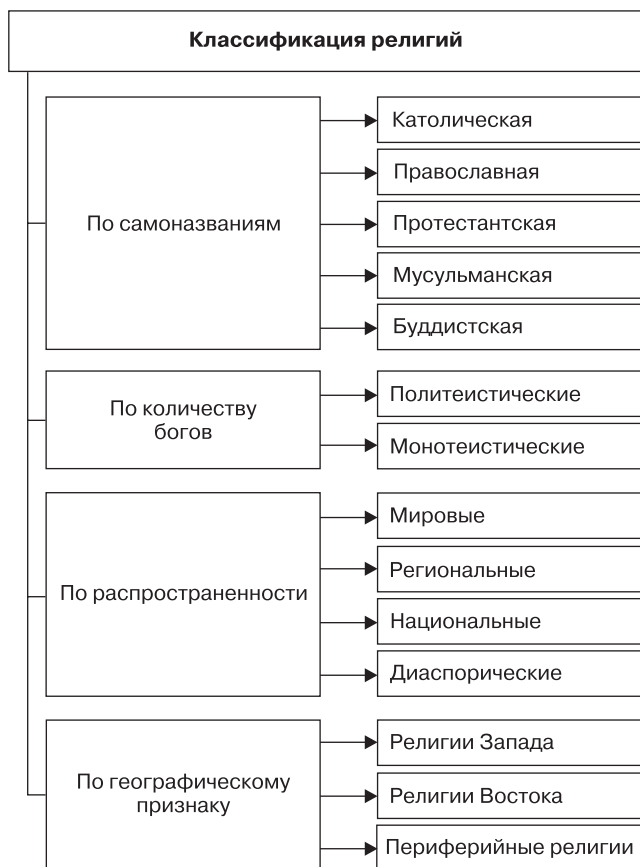 Классификация религий
По самоназваниям
Католическая
Православная
Протестантская
Мусульманская
Буддистская
По количеству
богов
Политеистические
Монотеистические
По распространенности
Мировые
Региональные
Национальные
Диаспорические
По географическому
признаку
Религии Запада
Религии Востока
Периферийные религии